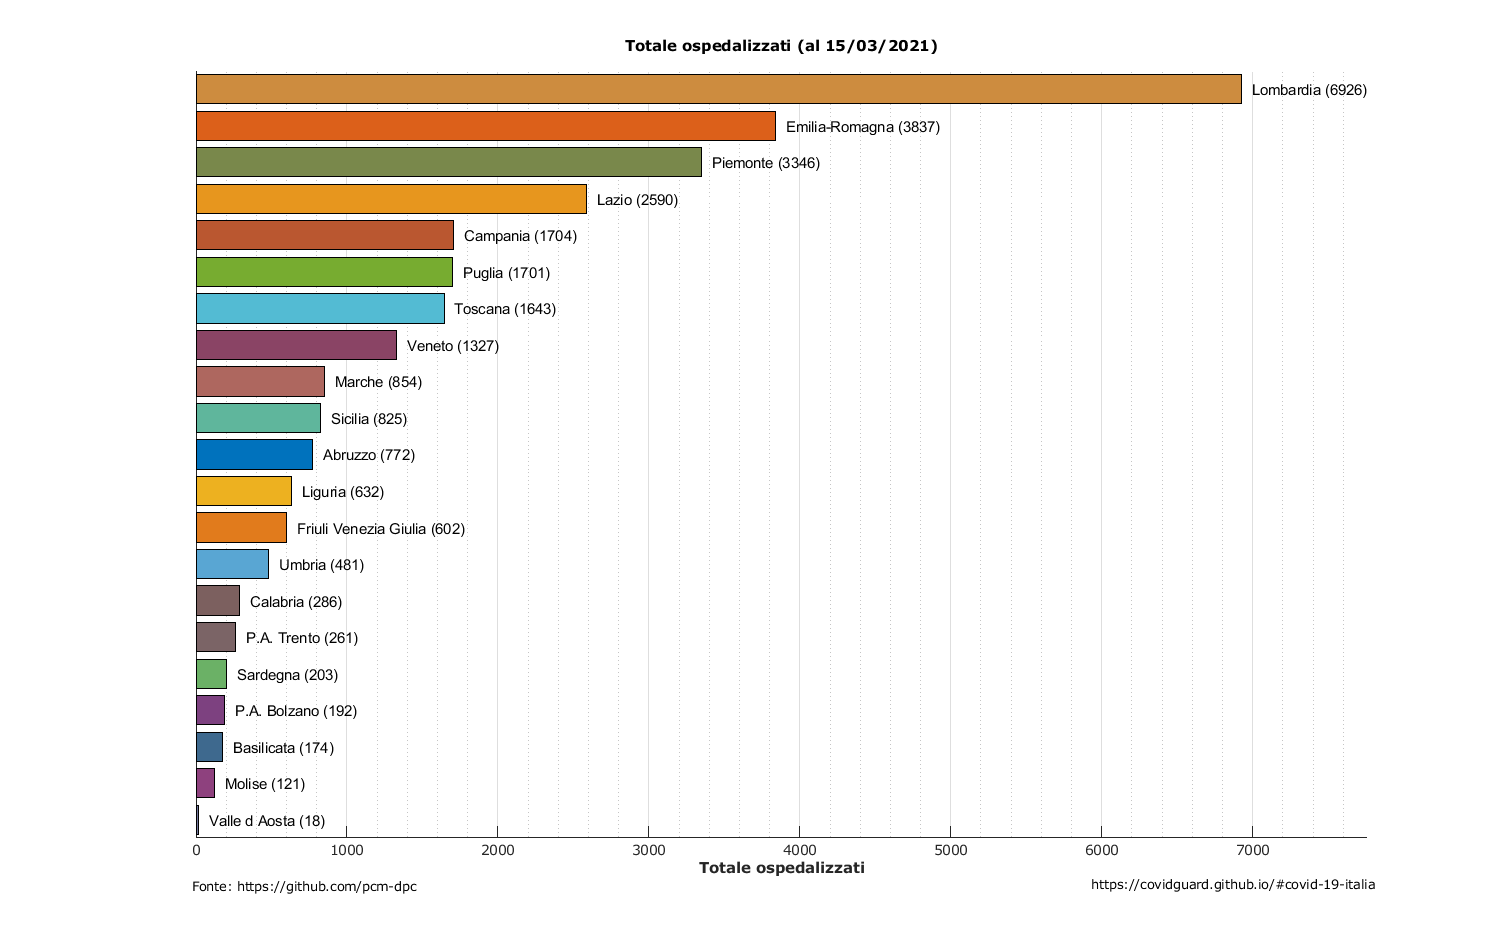 Totale ospedalizzati (al 15/03/2021)
Lombardia (6926)
Emilia-Romagna (3837)
Piemonte (3346)
Lazio (2590)
Campania (1704)
Puglia (1701)
Toscana (1643)
Veneto (1327)
Marche (854)
Sicilia (825)
Abruzzo (772)
Liguria (632)
Friuli Venezia Giulia (602)
Umbria (481)
Calabria (286)
P.A. Trento (261)
Sardegna (203)
P.A. Bolzano (192)
Basilicata (174)
Molise (121)
Valle d Aosta (18)
0 1000 2000 3000 4000 5000 6000 7000
Totale ospedalizzati
Fonte: https://github.com/pcm-dpc
https://covidguard.github.io/#covid-19-italia